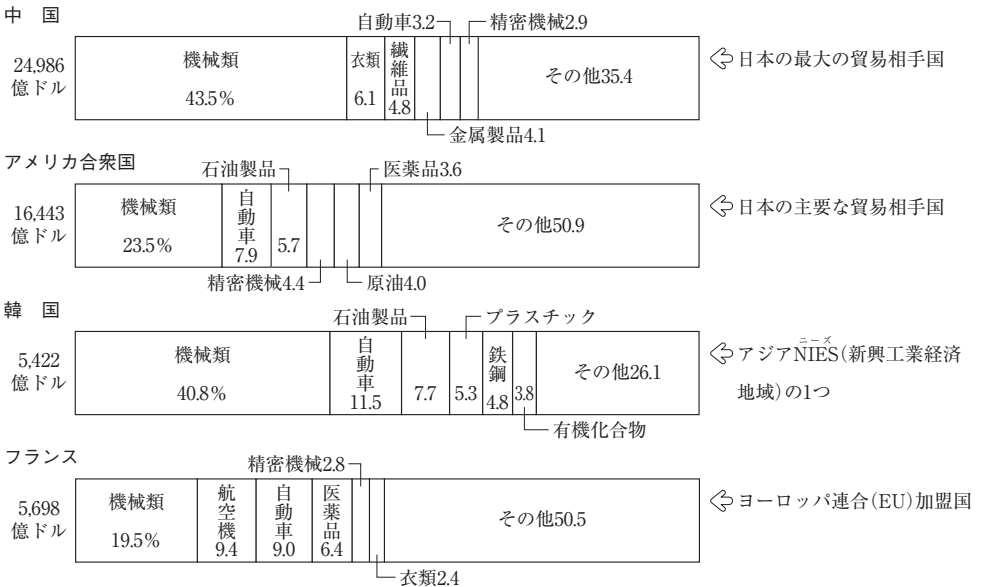 中 国
自動車3.2
精密機械2.9
24,986
億ドル
機械類
43.5%
衣類
6.1
繊維品
4.8
その他35.4
金属製品4.1
日本の最大の貿易相手国
アメリカ合衆国
石油製品
医薬品3.6
16,443
億ドル
機械類
23.5%
自動車
7.9
5.7
その他50.9
精密機械4.4
原油4.0
日本の主要な貿易相手国
韓 国
石油製品
プラスチック
5,422
億ドル
機械類
40.8%
自動車
11.5
7.7
5.3
鉄鋼
4.8
3.8
その他26.1
有機化合物
ニーズ
アジアNIES(新興工業経済
地域)の1つ
フランス
精密機械2.8
5,698
億ドル
機械類
19.5%
航空機
9.4
自動車
9.0
医薬品
6.4
その他50.5
衣類2.4
ヨーロッパ連合(EU)加盟国